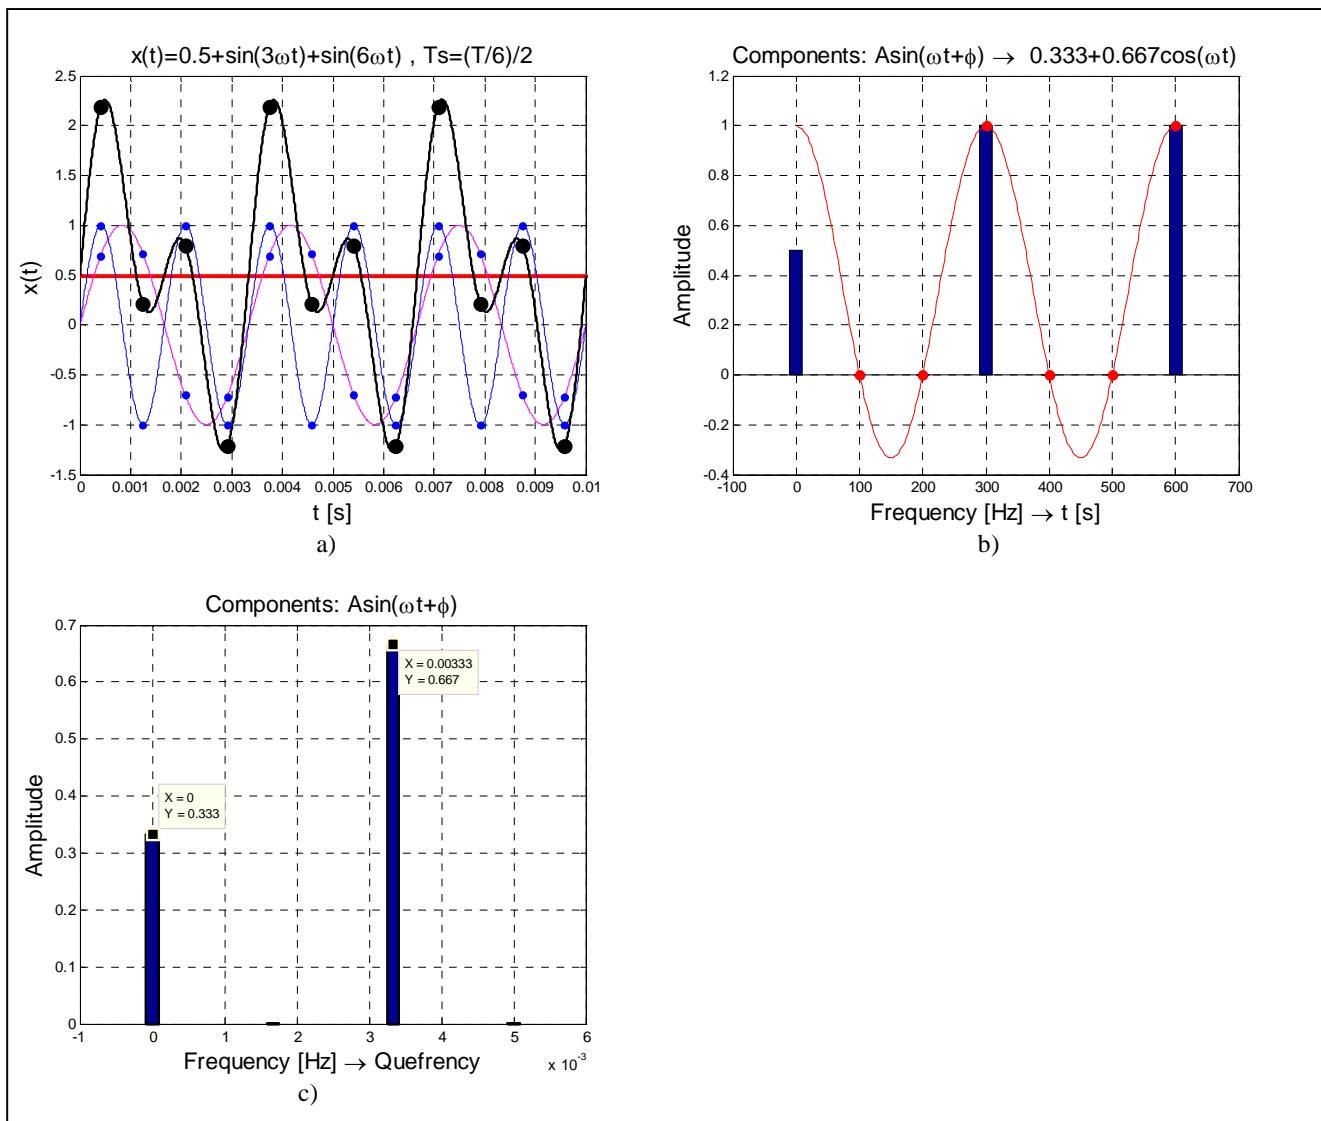 x(t)=0.5+sin(3ωt)+sin(6ωt) , Ts=(T/6)/2
2.5
2
1.5
1
0.5
0
-0.5
-1
-1.5
x(t)
0 0.001 0.002 0.003 0.004 0.005 0.006 0.007 0.008 0.009 0.01
t [s]
a)
Components: Asin(ωt+ϕ) → 0.333+0.667cos(ωt)
1.2
1
0.8
0.6
0.4
0.2
0
-0.2
-0.4
Amplitude
-100 0 100 200 300 400 500 600 700
Frequency [Hz] → t [s]
b)
Components: Asin(ωt+ϕ)
0.7
0.6
0.5
0.4
0.3
0.2
0.1
0
Amplitude
X = 0.00333
Y = 0.667
X = 0
Y = 0.333
-1 0 1 2 3 4 5 6
x 10-3
Frequency [Hz] → Quefrency
c)